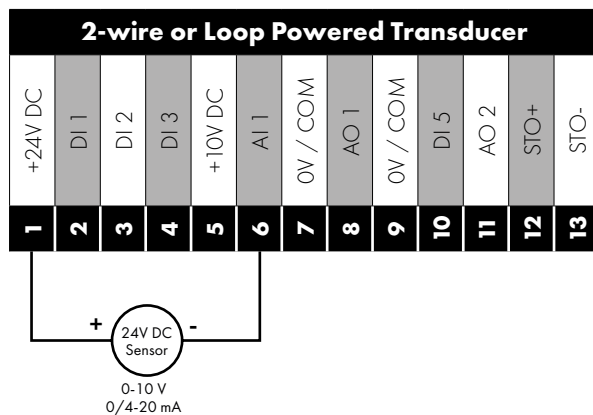 2-wire or Loop Powered Transducer
+24V DC
DI 1
DI 2
DI 3
+10V DC
AI 1
0V / COM
AO 1
0V / COM
DI 5
AO 2
STO+
STO-
1
2
3
4
5
6
7
8
9
10
11
12
13
+
-
24V DC
Sensor
0-10 V
0/4-20 mA